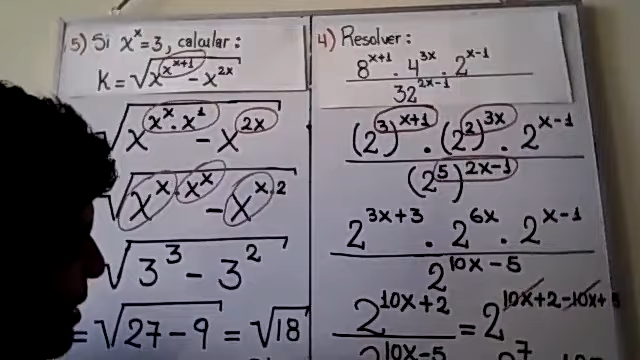 5) Si x^x = 3, calcular:
K = √(x^(x^(x+1)) - x^(2x))
√(x^(x^x · x^1) - x^(2x))
√(x^(x · x^x) - x^(x·2))
√(3^3 - 3^2)
= √(27 - 9) = √18
4) Resolver:
8^(x+1) · 4^(3x) · 2^(x-1)
32^(2x-1)
(2^3)^(x+1) · (2^2)^(3x) · 2^(x-1)
(2^5)^(2x-1)
2^(3x+3) · 2^(6x) · 2^(x-1)
2^(10x-5)
2^(10x+2) = 2^(10x+2-10x+5)
2^(10x-5) 2^7